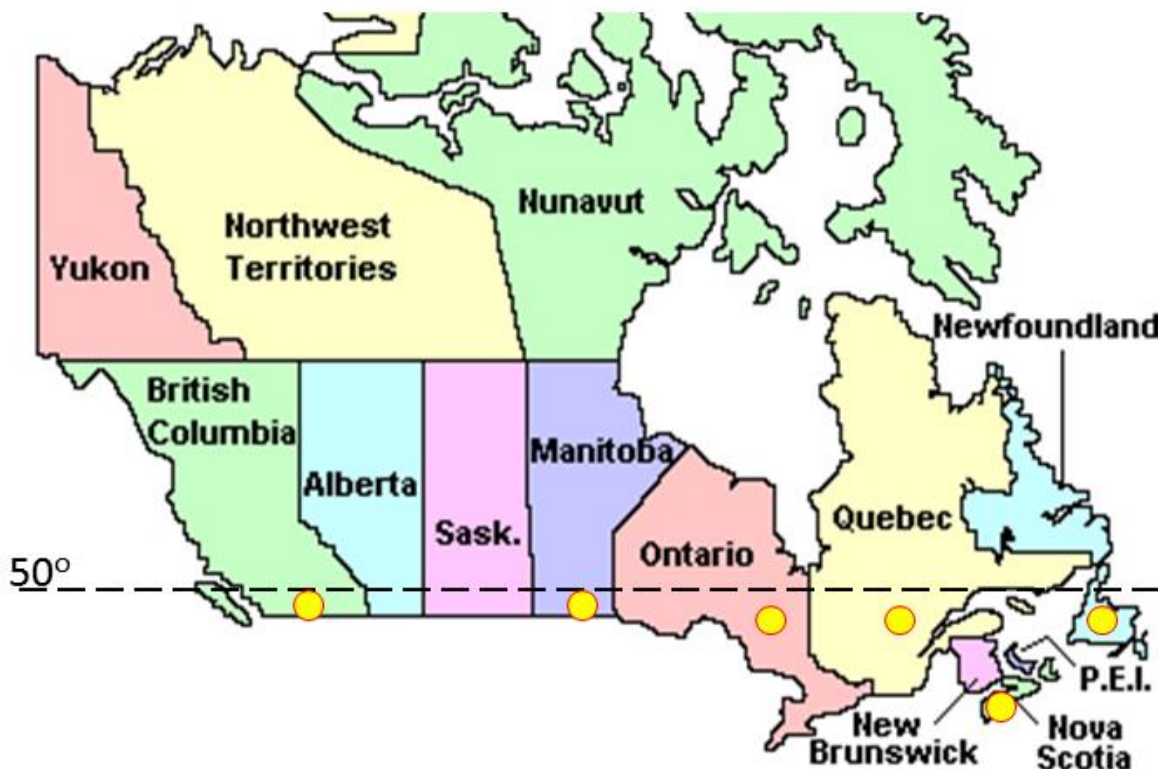 Nunavut
Northwest
Territories
Yukon
Newfoundland
British
Columbia
Manitoba
Alberta
Quebec
Sask.
Ontario
50°
P.E.I.
New
Brunswick
Nova
Scotia